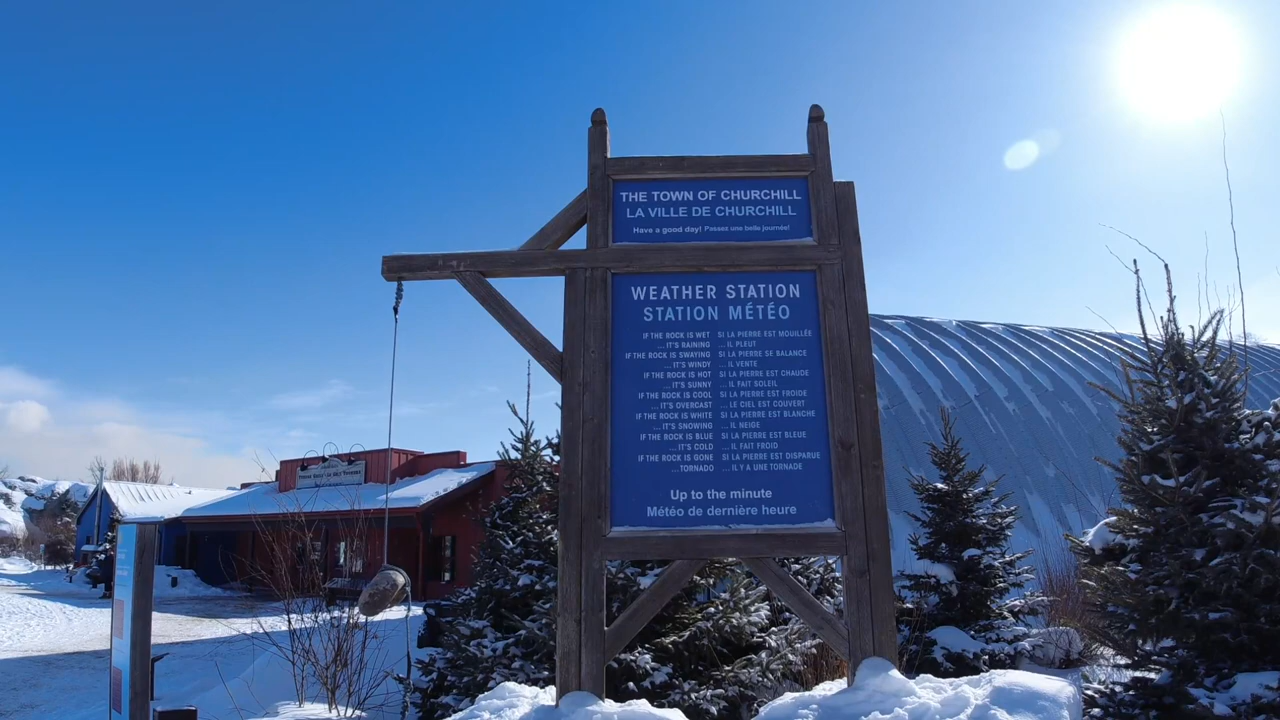 THE TOWN OF CHURCHILL
LA VILLE DE CHURCHILL
Have a good day! Passez une belle journée!
WEATHER STATION
STATION MÉTÉO
IF THE ROCK IS WET SI LA PIERRE EST MOUILLÉE
... IT'S RAINING ... IL PLEUT
IF THE ROCK IS SWAYING SI LA PIERRE SE BALANCE
... IT'S WINDY ... IL VENTE
IF THE ROCK IS HOT SI LA PIERRE EST CHAUDE
... IT'S SUNNY ... IL FAIT SOLEIL
IF THE ROCK IS COOL SI LA PIERRE EST FROIDE
... IT'S OVERCAST ... LE CIEL EST COUVERT
IF THE ROCK IS WHITE SI LA PIERRE EST BLANCHE
... IT'S SNOWING ... IL NEIGE
IF THE ROCK IS BLUE SI LA PIERRE EST BLEUE
... IT'S COLD ... IL FAIT FROID
IF THE ROCK IS GONE SI LA PIERRE EST DISPARUE
...TORNADO ... IL Y A UNE TORNADE
Up to the minute
Météo de dernière heure